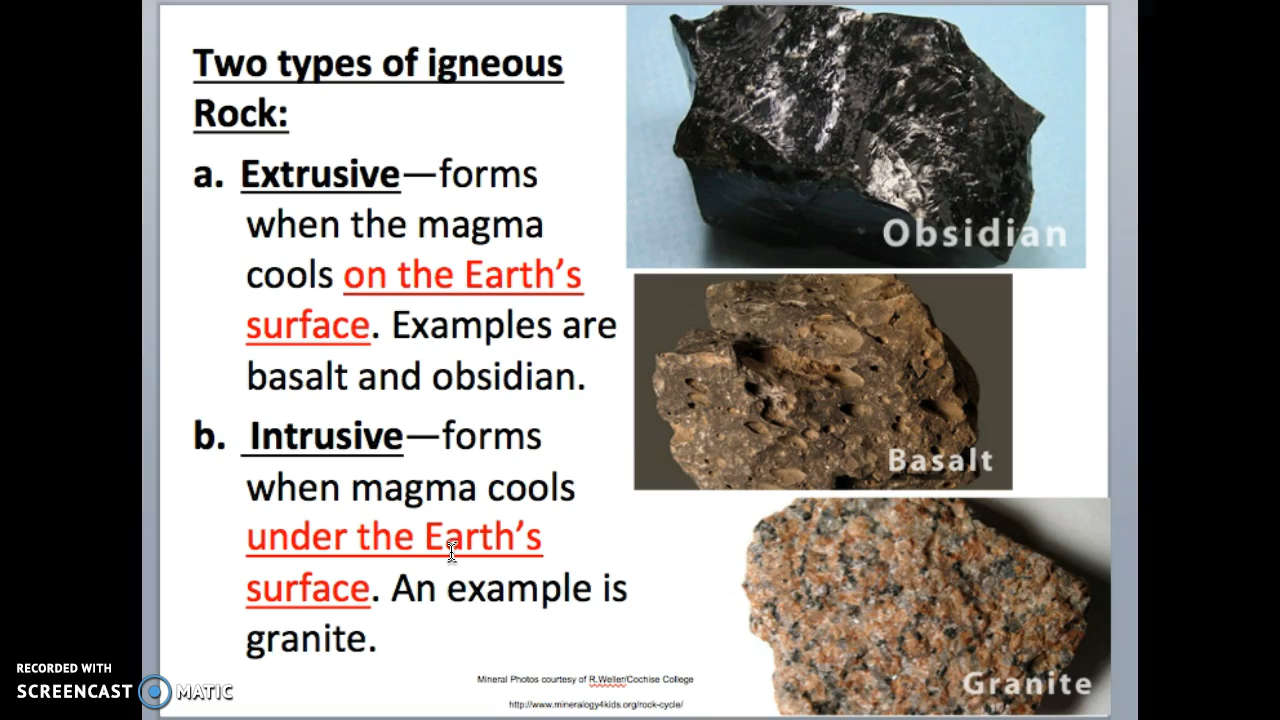 Two types of igneous
Rock:
a. Extrusive—forms
when the magma
cools on the Earth's
surface. Examples are
basalt and obsidian.
b. Intrusive—forms
when magma cools
under the Earth's
surface. An example is
granite.
Obsidian
Basalt
Granite
Mineral Photos courtesy of R.Weller/Cochise College
http://www.mineralogy4kids.org/rock-cycle/
RECORDED WITH
SCREENCAST MATIC